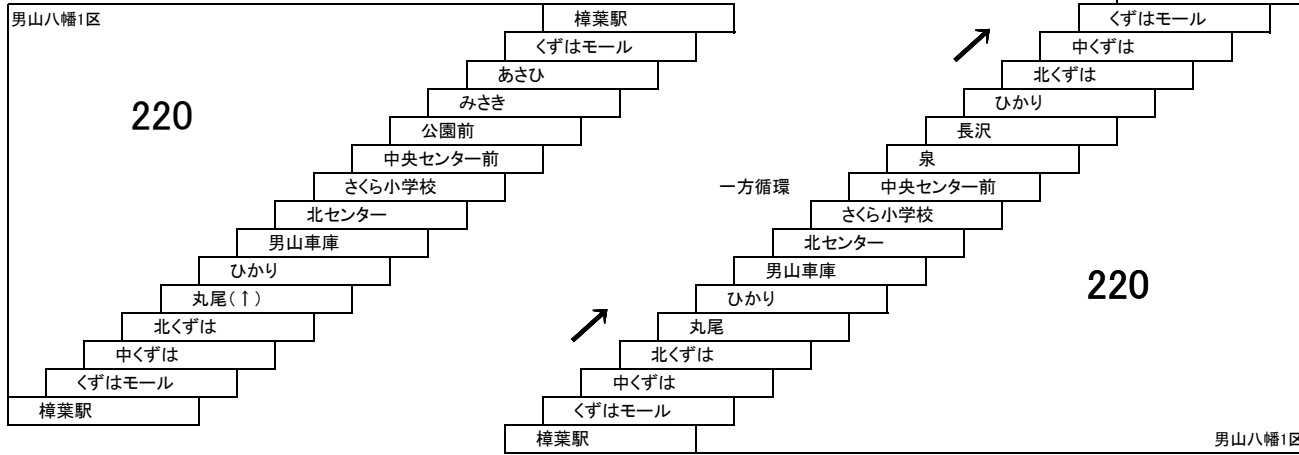 男山八幡1区
樟葉駅
くずはモール
あさひ
みさき
220
公園前
中央センター前
さくら小学校
北センター
男山車庫
ひかり
丸尾(↑)
北くずは
中くずは
くずはモール
樟葉駅
くずはモール
中くずは
北くずは
ひかり
長沢
泉
一方循環
中央センター前
さくら小学校
北センター
男山車庫
220
ひかり
丸尾
北くずは
中くずは
くずはモール
樟葉駅
男山八幡1区